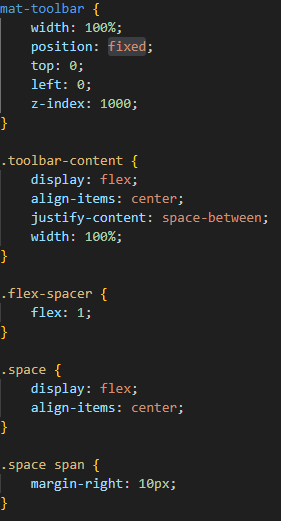 mat-toolbar {
    width: 100%;
    position: fixed;
    top: 0;
    left: 0;
    z-index: 1000;
}

.toolbar-content {
    display: flex;
    align-items: center;
    justify-content: space-between;
    width: 100%;
}

.flex-spacer {
    flex: 1;
}

.space {
    display: flex;
    align-items: center;
}

.space span {
    margin-right: 10px;
}